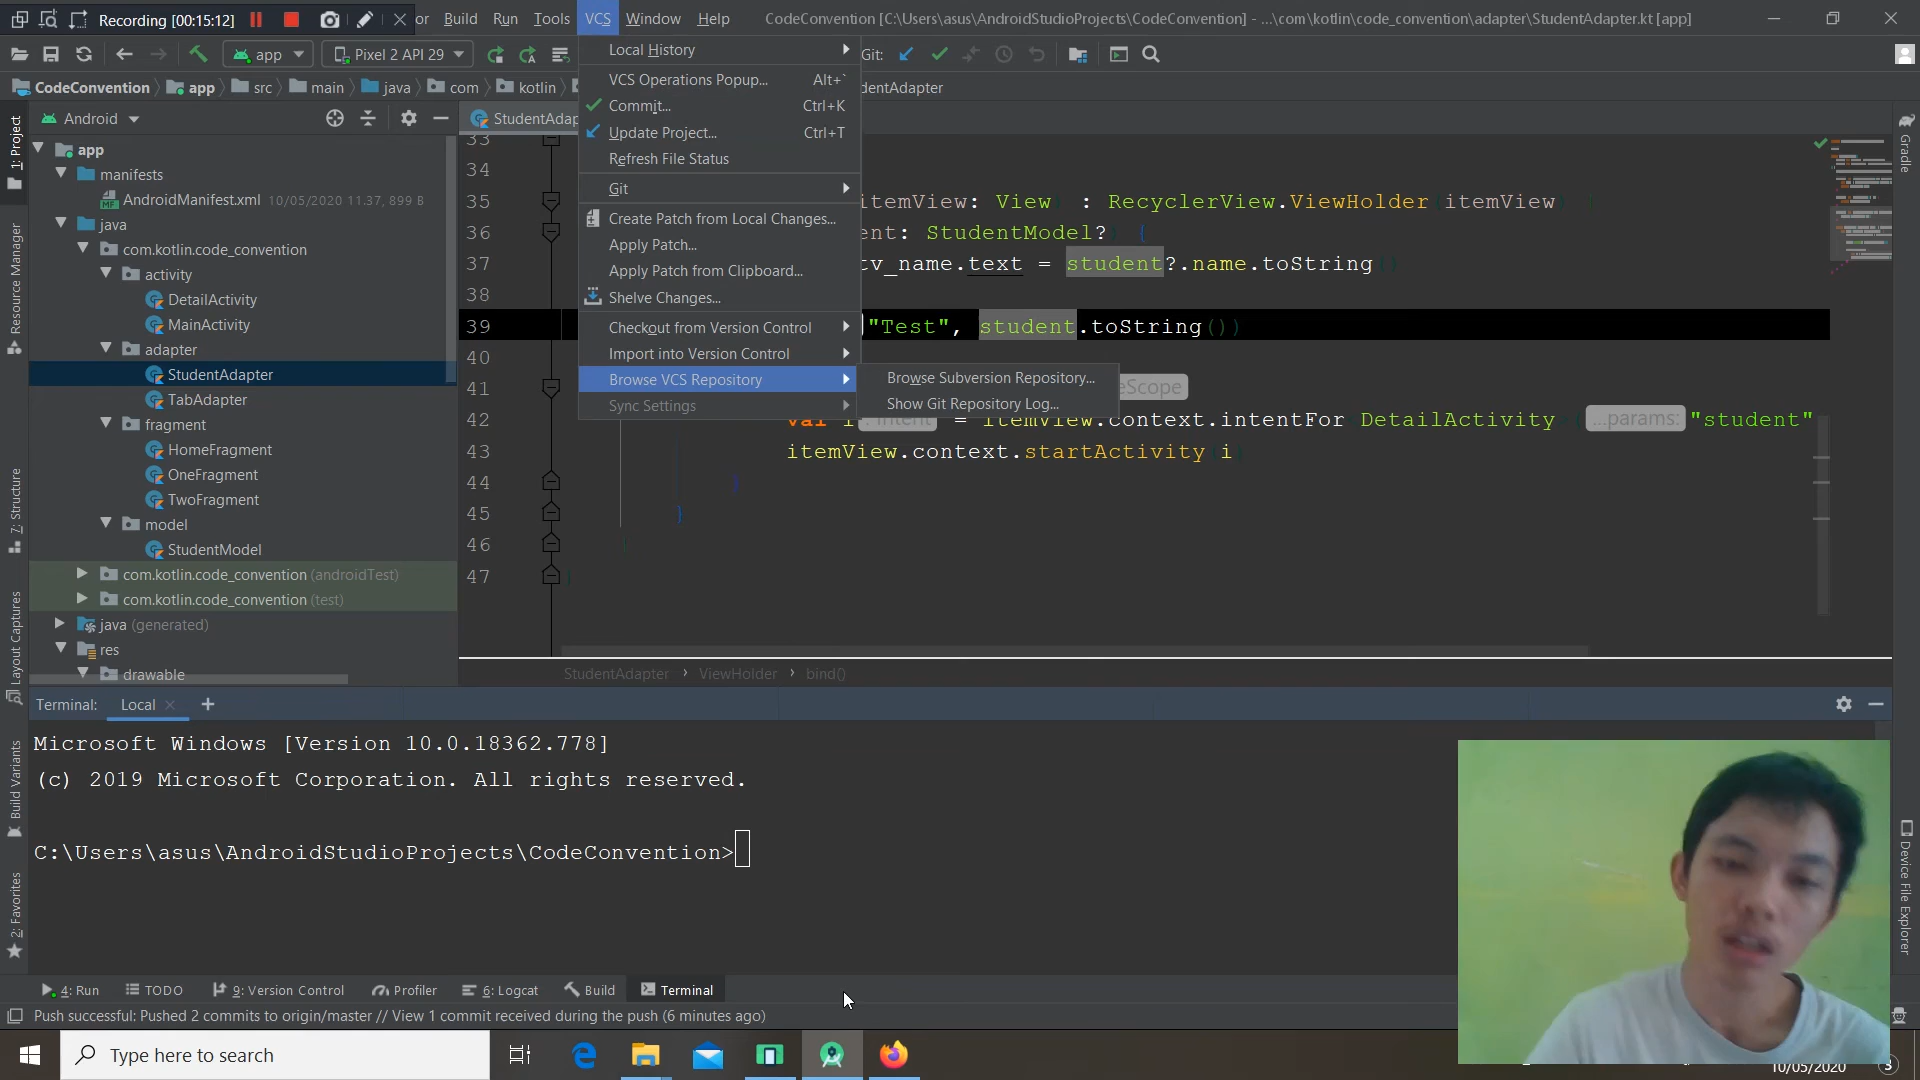 Recording [00:15:12]
or Build Run Tools VCS Window Help
CodeConvention [C:\Users\asus\AndroidStudioProjects\CodeConvention] - ...\com\kotlin\code_convention\adapter\StudentAdapter.kt [app]
app
Pixel 2 API 29
Git:
CodeConvention app src main java com kotlin
dentAdapter
Local History
VCS Operations Popup... Alt+`
Commit... Ctrl+K
Update Project... Ctrl+T
Refresh File Status
Git
Create Patch from Local Changes...
Apply Patch...
Apply Patch from Clipboard...
Shelve Changes...
Checkout from Version Control
Import into Version Control
Browse VCS Repository
Sync Settings
Browse Subversion Repository...
Show Git Repository Log...
1: Project
Resource Manager
7: Structure
Layout Captures
Build Variants
2: Favorites
Android
app
manifests
AndroidManifest.xml 10/05/2020 11.37, 899 B
java
com.kotlin.code_convention
activity
DetailActivity
MainActivity
adapter
StudentAdapter
TabAdapter
fragment
HomeFragment
OneFragment
TwoFragment
model
StudentModel
com.kotlin.code_convention (androidTest)
com.kotlin.code_convention (test)
java (generated)
res
drawable
StudentAdap
33
34
35 itemView: View) : RecyclerView.ViewHolder(itemView)
36 ent: StudentModel?) {
37 tv_name.text = student?.name.toString()
38
39 "Test", student.toString())
40
41 eScope
42 val i : Intent = itemView.context.intentFor DetailActivity ( ...params: "student"
43 itemView.context.startActivity(i
44 }
45 }
46
47
StudentAdapter › ViewHolder › bind()
Gradle
Device File Explorer
Terminal: Local
Microsoft Windows [Version 10.0.18362.778]
(c) 2019 Microsoft Corporation. All rights reserved.
C:\Users\asus\AndroidStudioProjects\CodeConvention>
4: Run TODO 9: Version Control Profiler 6: Logcat Build Terminal
Push successful: Pushed 2 commits to origin/master // View 1 commit received during the push (6 minutes ago)
Type here to search
10/05/2020
3